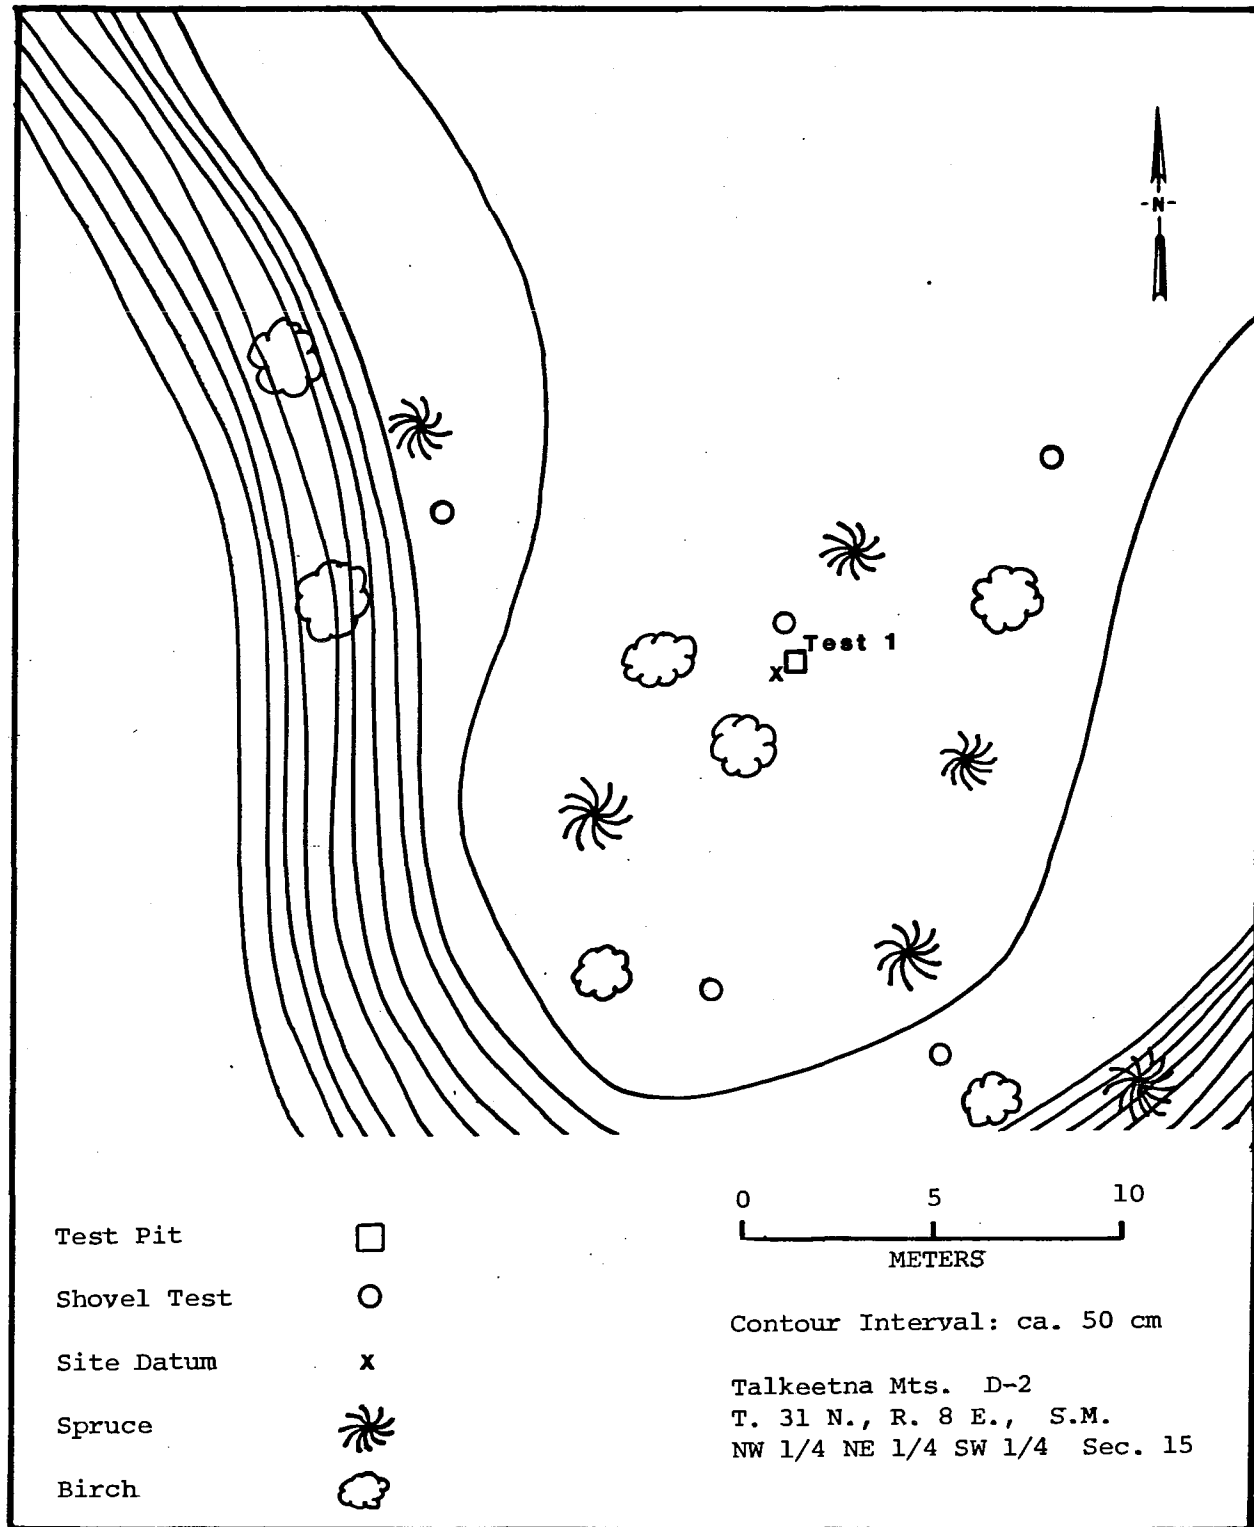 -N-
Test 1
x
0 5 10
METERS
Test Pit
Shovel Test
Site Datum x
Spruce
Birch
Contour Interval: ca. 50 cm
Talkeetna Mts. D-2
T. 31 N., R. 8 E., S.M.
NW 1/4 NE 1/4 SW 1/4 Sec. 15